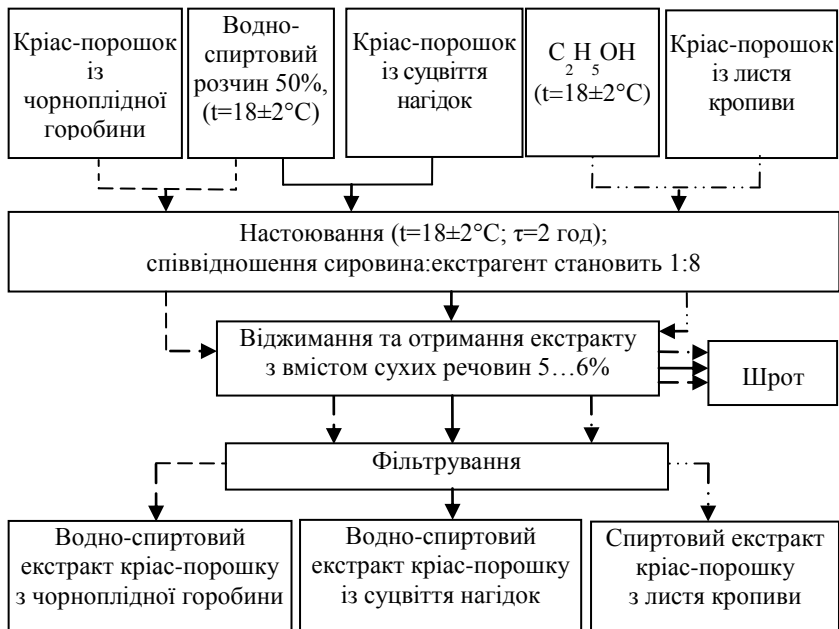 Кріас-порошок
із
чорноплідної
горобини
Водно-
спиртовий
розчин 50%,
(t=18±2°С)
Кріас-порошок
із суцвіття
нагідок
C₂H₅OH
(t=18±2°С)
Кріас-порошок
із листя
кропиви
Настоювання (t=18±2°С; τ=2 год);
співвідношення сировина:екстрагент становить 1:8
Віджимання та отримання екстракту
з вмістом сухих речовин 5…6%
Шрот
Фільтрування
Водно-спиртовий
екстракт кріас-порошку
з чорноплідної горобини
Водно-спиртовий
екстракт кріас-порошку
із суцвіття нагідок
Спиртовий екстракт
кріас-порошку
з листя кропиви